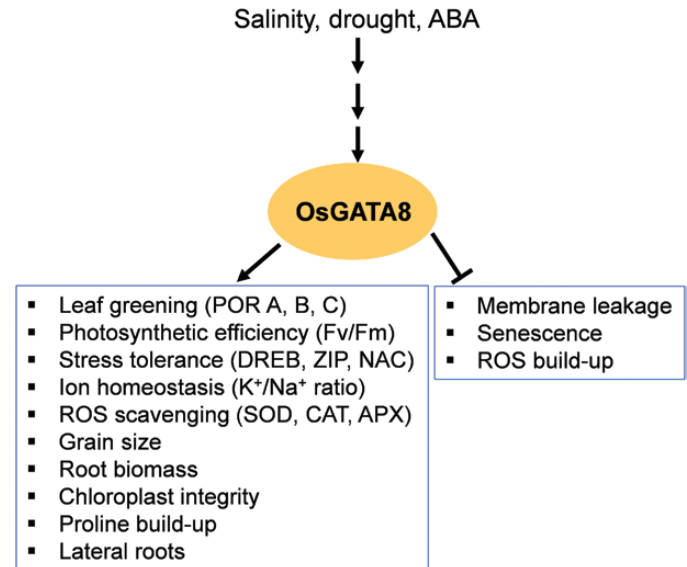 Salinity, drought, ABA
OsGATA8
▪ Leaf greening (POR A, B, C)
▪ Photosynthetic efficiency (Fv/Fm)
▪ Stress tolerance (DREB, ZIP, NAC)
▪ Ion homeostasis (K⁺/Na⁺ ratio)
▪ ROS scavenging (SOD, CAT, APX)
▪ Grain size
▪ Root biomass
▪ Chloroplast integrity
▪ Proline build-up
▪ Lateral roots
▪ Membrane leakage
▪ Senescence
▪ ROS build-up